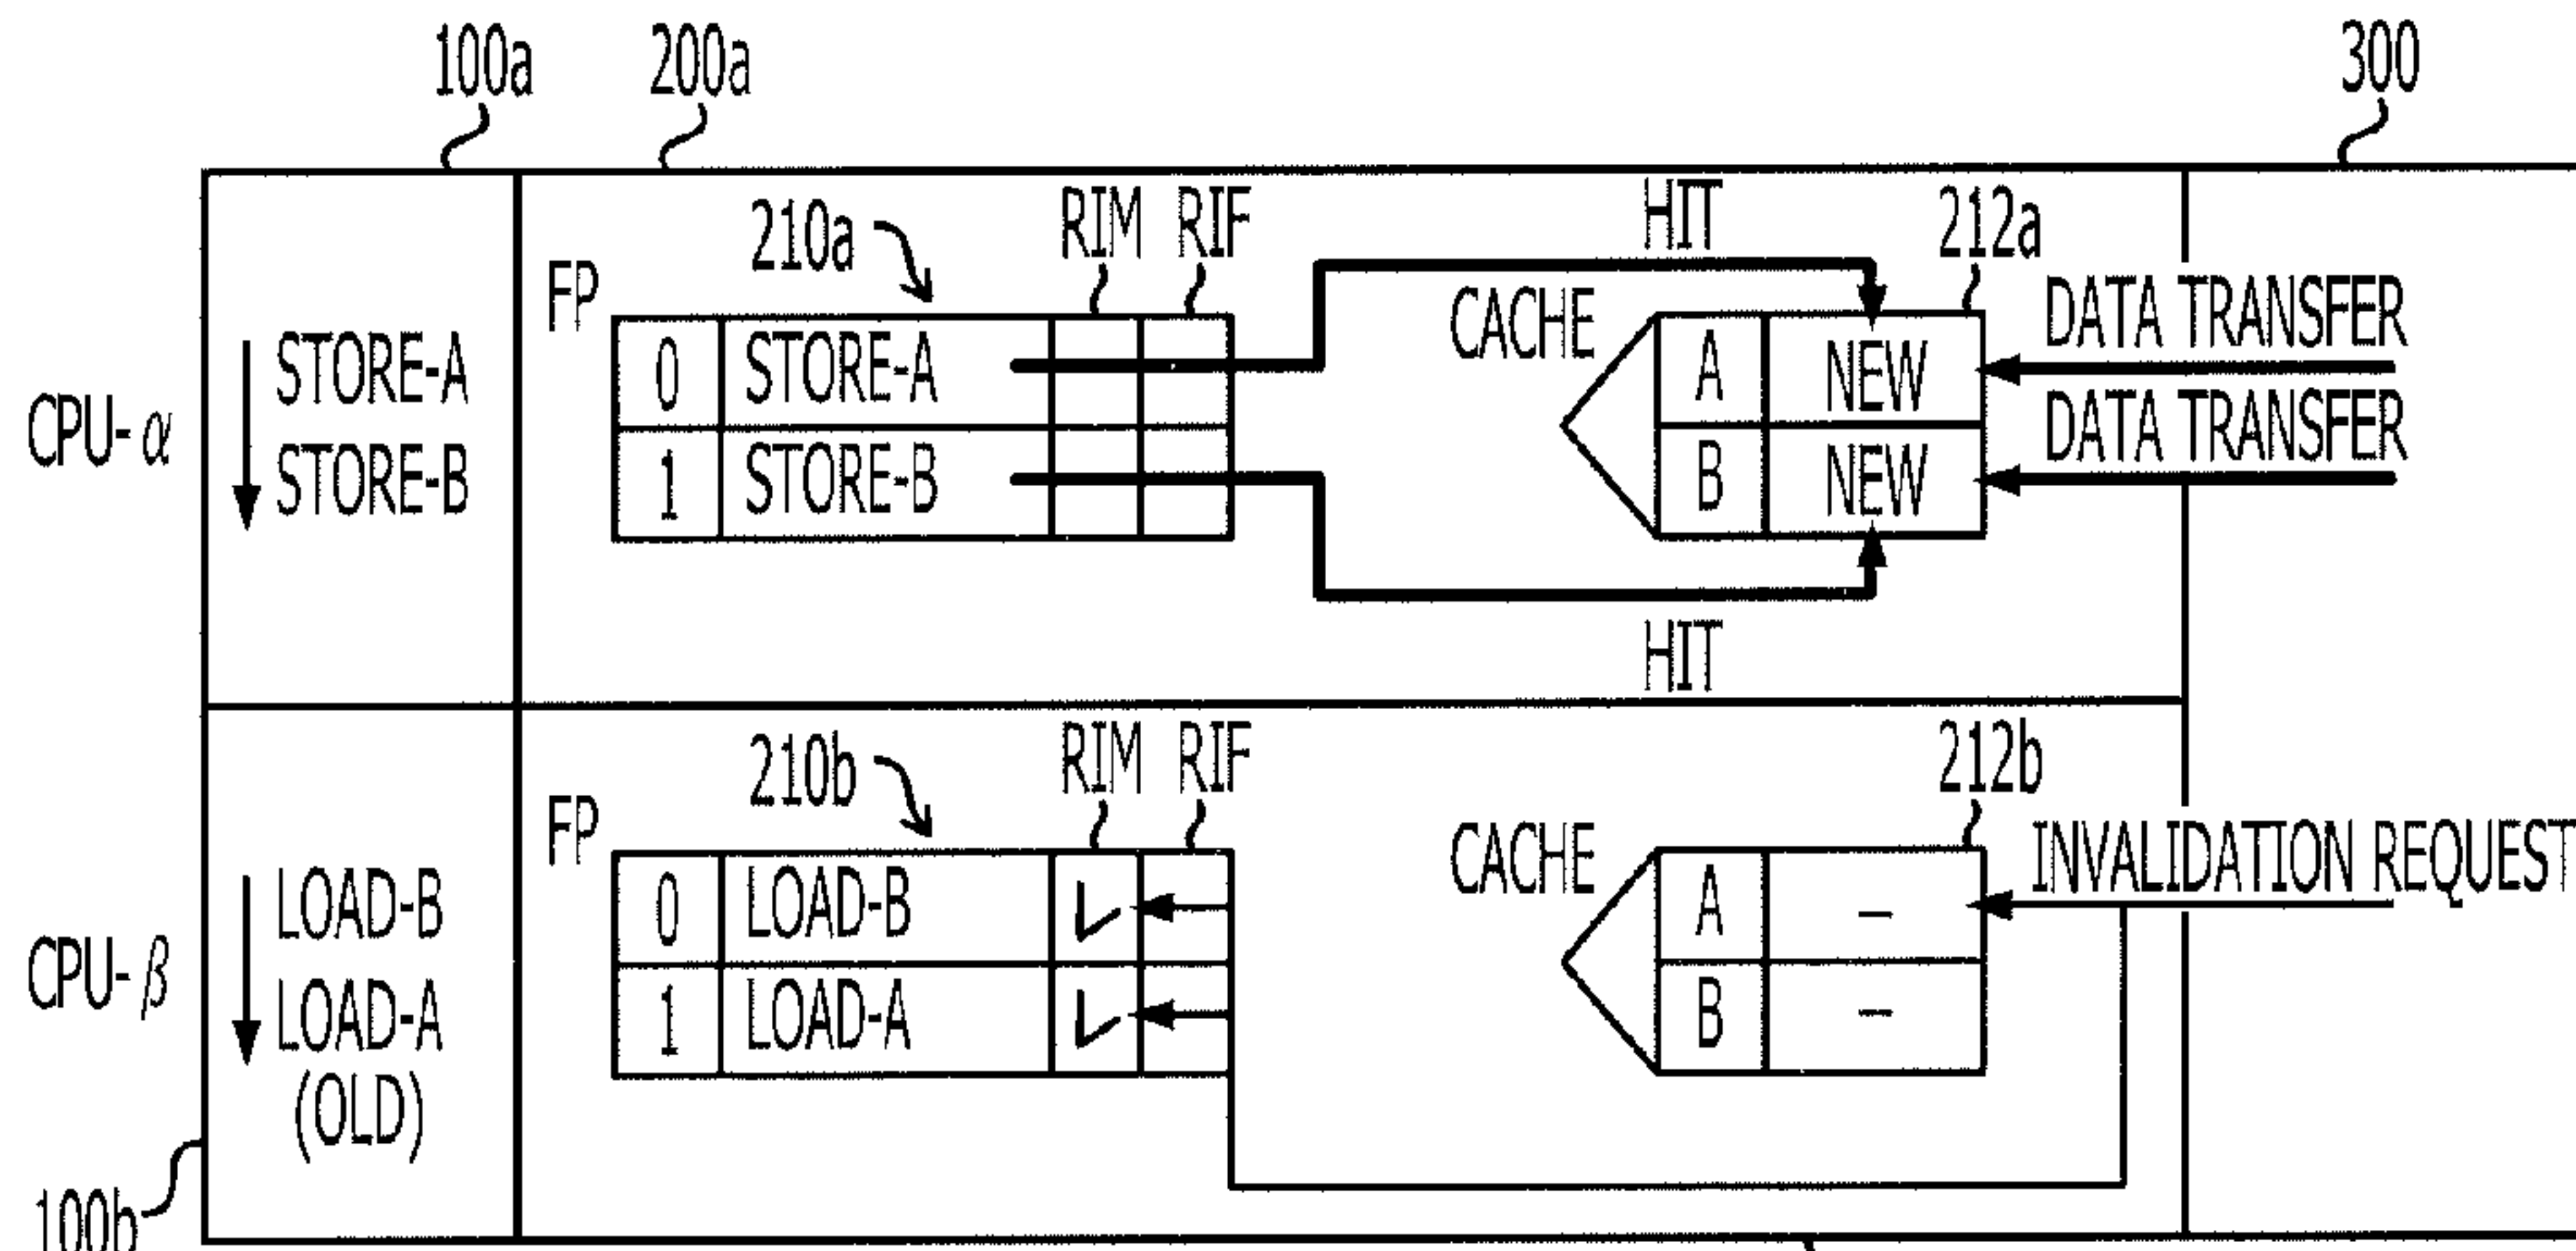 100a 200a 300
210a RIM RIF HIT 212a
FP CACHE DATA TRANSFER
CPU-α STORE-A 0 STORE-A A NEW DATA TRANSFER
STORE-B 1 STORE-B B NEW
HIT
210b RIM RIF 212b
FP CACHE INVALIDATION REQUEST
CPU-β LOAD-B 0 LOAD-B A –
LOAD-A 1 LOAD-A B –
(OLD)
100b